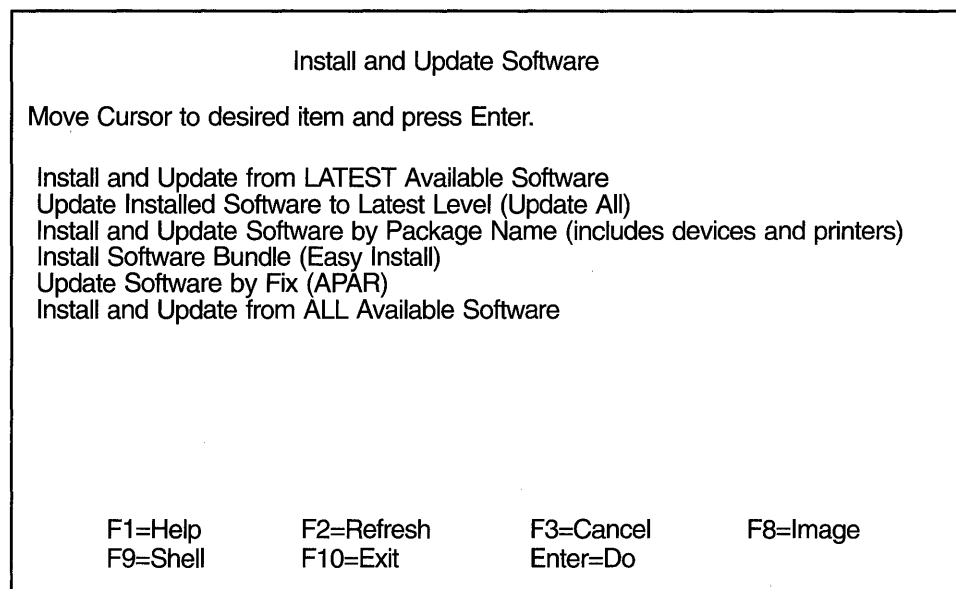 Install and Update Software
Move Cursor to desired item and press Enter.
Install and Update from LATEST Available Software
Update Installed Software to Latest Level (Update All)
Install and Update Software by Package Name (includes devices and printers)
Install Software Bundle (Easy Install)
Update Software by Fix (APAR)
Install and Update from ALL Available Software
F1=Help F2=Refresh F3=Cancel F8=Image
F9=Shell F10=Exit Enter=Do